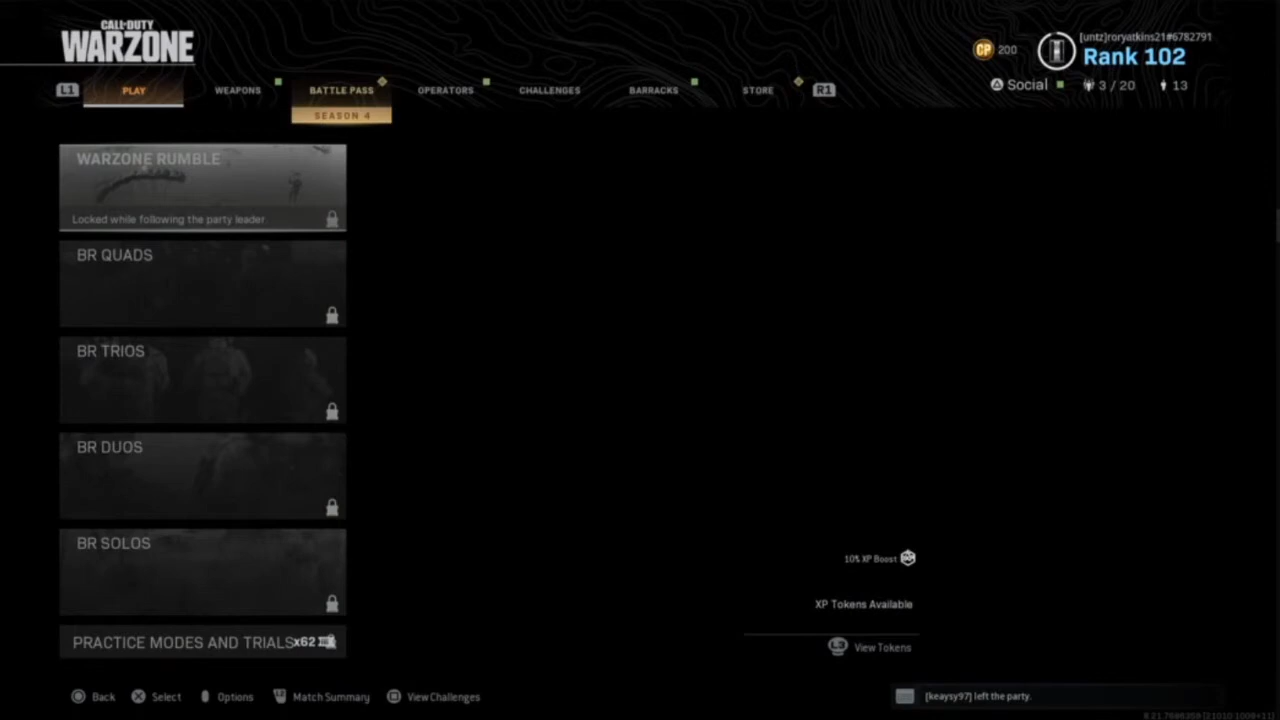 CALL OF DUTY
WARZONE
CP 200
[untz]roryatkins21#6782791
Rank 102
L1 PLAY WEAPONS BATTLE PASS OPERATORS CHALLENGES BARRACKS STORE R1
Social 3 / 20 13
SEASON 4
WARZONE RUMBLE
Locked while following the party leader.
BR QUADS
BR TRIOS
BR DUOS
BR SOLOS
10% XP Boost
XP Tokens Available
PRACTICE MODES AND TRIALS x621
View Tokens
Back Select Options Match Summary View Challenges
[keaysy97] left the party.